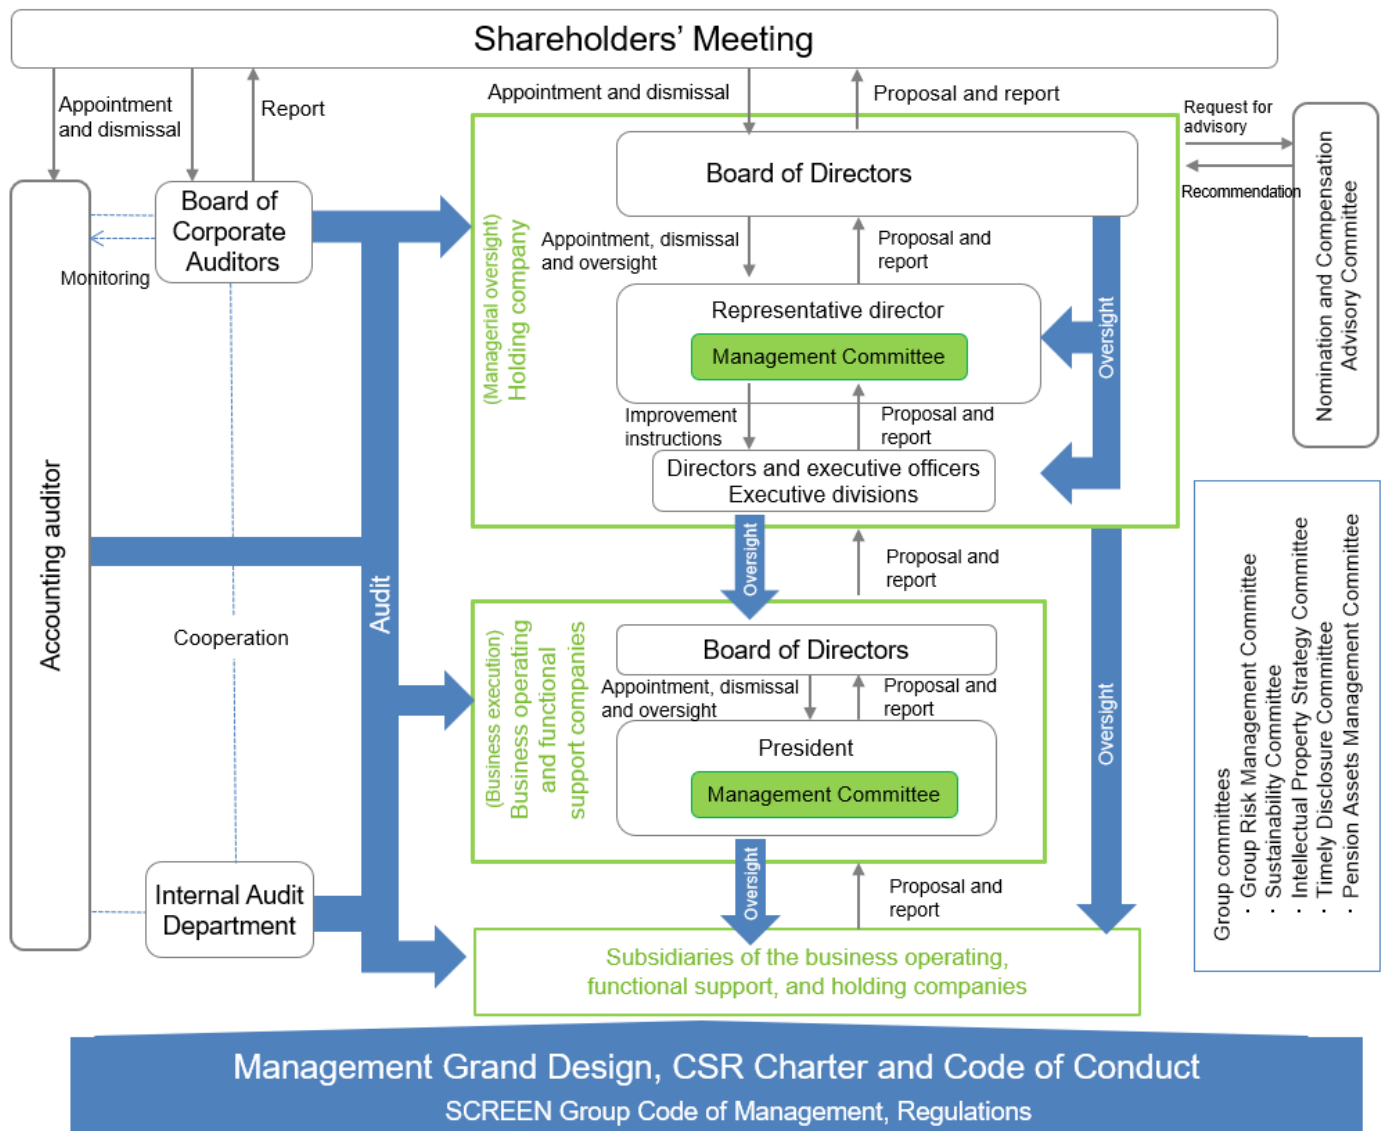 Shareholders’ Meeting
Appointment
and dismissal
Report
Appointment and dismissal
Proposal and report
Request for
advisory
Recommendation
Nomination and Compensation
Advisory Committee
Board of
Corporate
Auditors
Monitoring
Accounting auditor
Cooperation
Audit
Internal Audit
Department
(Managerial oversight)
Holding company
Board of Directors
Appointment, dismissal
and oversight
Proposal and
report
Oversight
Representative director
Management Committee
Improvement
instructions
Proposal and
report
Directors and executive officers
Executive divisions
Oversight
Proposal and
report
Oversight
(Business execution)
Business operating
and functional
support companies
Board of Directors
Appointment, dismissal
and oversight
Proposal and
report
President
Management Committee
Oversight
Proposal and
report
Subsidiaries of the business operating,
functional support, and holding companies
Group committees
・Group Risk Management Committee
・Sustainability Committee
・Intellectual Property Strategy Committee
・Timely Disclosure Committee
・Pension Assets Management Committee
Management Grand Design, CSR Charter and Code of Conduct
SCREEN Group Code of Management, Regulations